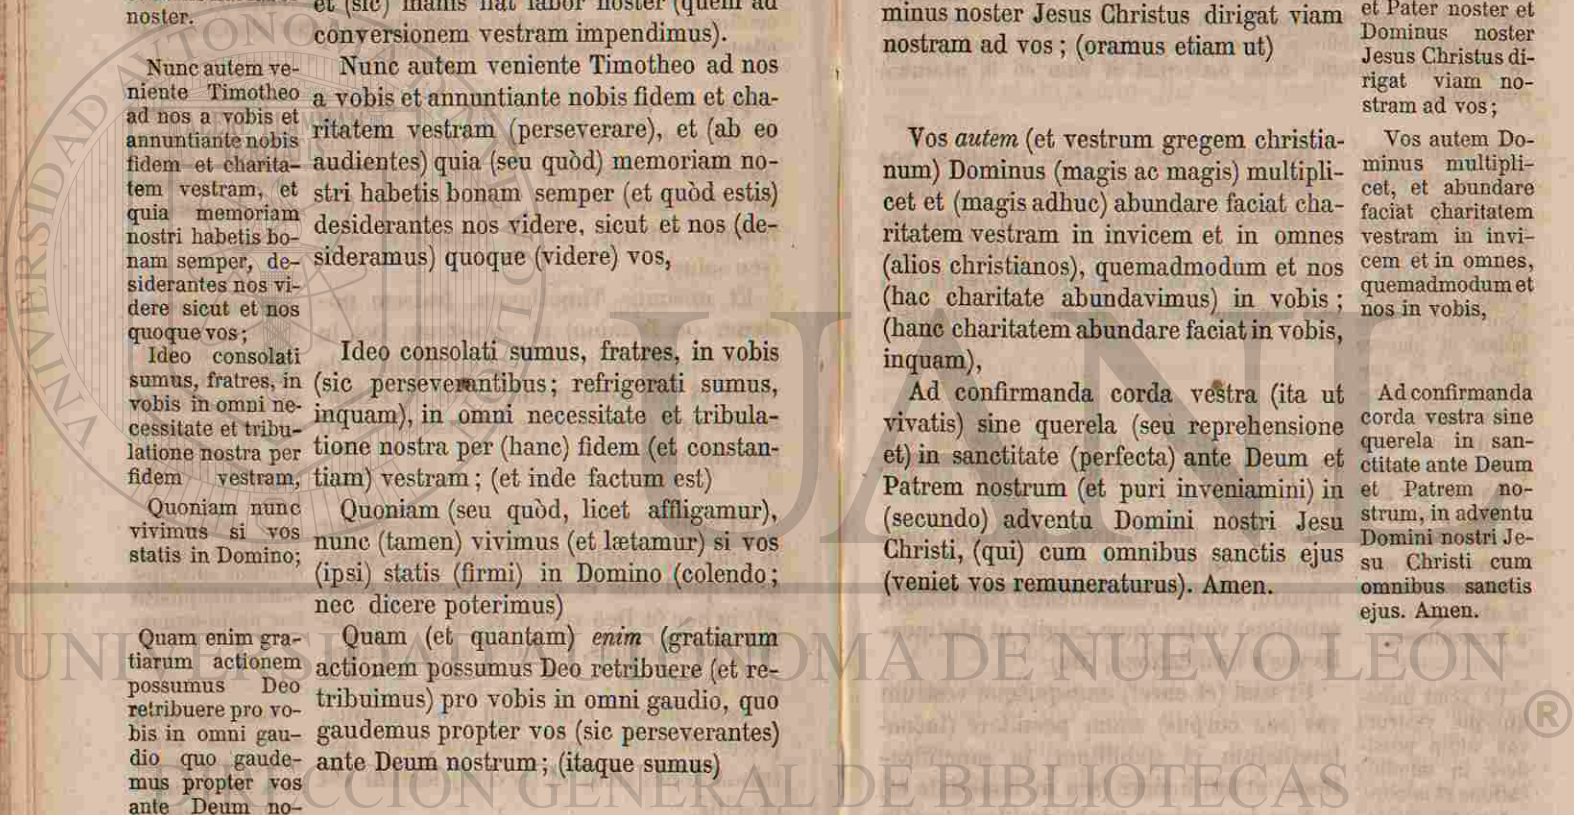 noster.
Nunc autem ve-
niente Timotheo
ad nos a vobis et
annuntiante nobis
fidem et charita-
tem vestram, et
quia memoriam
nostri habetis bo-
nam semper, de-
siderantes nos vi-
dere sicut et nos
quoque vos;
Ideo consolati
sumus, fratres, in
vobis in omni ne-
cessitate et tribu-
latione nostra per
fidem vestram,
Quoniam nunc
vivimus si vos
statis in Domino;
Quam enim gra-
tiarum actionem
possumus Deo
retribuere pro vo-
bis in omni gau-
dio quo gaude-
mus propter vos
ante Deum no-
et (sic) inanis fiat labor noster (quem ad
conversionem vestram impendimus).
Nunc autem veniente Timotheo ad nos
a vobis et annuntiante nobis fidem et cha-
ritatem vestram (perseverare), et (ab eo
audientes) quia (seu quòd) memoriam no-
stri habetis bonam semper (et quòd estis)
desiderantes nos videre, sicut et nos (de-
sideramus) quoque (videre) vos,
Ideo consolati sumus, fratres, in vobis
(sic perseverantibus; refrigerati sumus,
inquam), in omni necessitate et tribula-
tione nostra per (hanc) fidem (et constan-
tiam) vestram; (et inde factum est)
Quoniam (seu quòd, licet affligamur),
nunc (tamen) vivimus (et lætamur) si vos
(ipsi) statis (firmi) in Domino (colendo;
nec dicere poterimus)
Quam (et quantam) enim (gratiarum
actionem possumus Deo retribuere (et re-
tribuimus) pro vobis in omni gaudio, quo
gaudemus propter vos (sic perseverantes)
ante Deum nostrum; (itaque sumus)
minus noster Jesus Christus dirigat viam
nostram ad vos; (oramus etiam ut)
Vos autem (et vestrum gregem christia-
num) Dominus (magis ac magis) multipli-
cet et (magis adhuc) abundare faciat cha-
ritatem vestram in invicem et in omnes
(alios christianos), quemadmodum et nos
(hac charitate abundavimus) in vobis;
(hanc charitatem abundare faciat in vobis,
inquam),
Ad confirmanda corda vestra (ita ut
vivatis) sine querela (seu reprehensione
et) in sanctitate (perfecta) ante Deum et
Patrem nostrum (et puri inveniamini) in
(secundo) adventu Domini nostri Jesu
Christi, (qui) cum omnibus sanctis ejus
(veniet vos remuneraturus). Amen.
et Pater noster et
Dominus noster
Jesus Christus di-
rigat viam no-
stram ad vos;
Vos autem Do-
minus multipli-
cet, et abundare
faciat charitatem
vestram in invi-
cem et in omnes,
quemadmodum et
nos in vobis,
Ad confirmanda
corda vestra sine
querela in san-
ctitate ante Deum
et Patrem no-
strum, in adventu
Domini nostri Je-
su Christi cum
omnibus sanctis
ejus. Amen.
UANL
UNIVERSIDAD AUTÓNOMA DE NUEVO LEÓN
®
DIRECCIÓN GENERAL DE BIBLIOTECAS